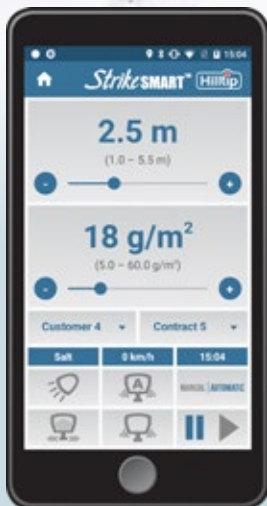 15:04
StrikeSMART™ Hilltip
2.5 m
(1.0 – 5.5 m)
- +
18 g/m²
(5.0 – 60.0 g/m²)
- +
Customer 4 Contract 5
Salt 0 km/h 15:04
A MANUAL | AUTOMATIC